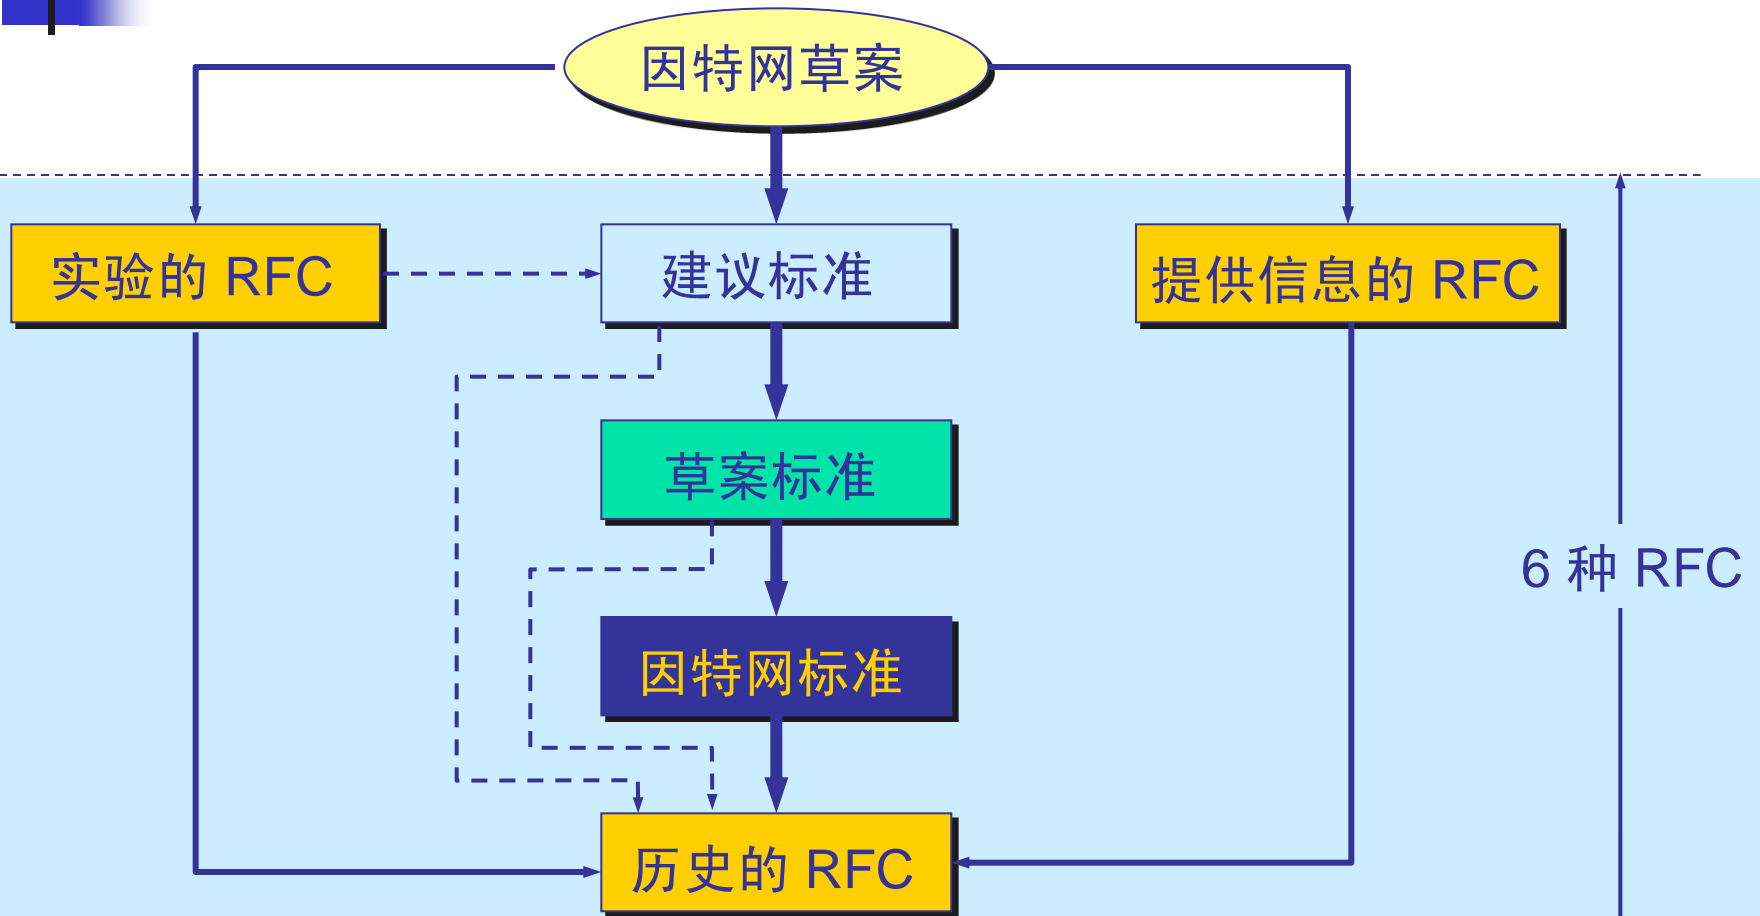 因特网草案
实验的 RFC
建议标准
提供信息的 RFC
草案标准
6 种 RFC
因特网标准
历史的 RFC